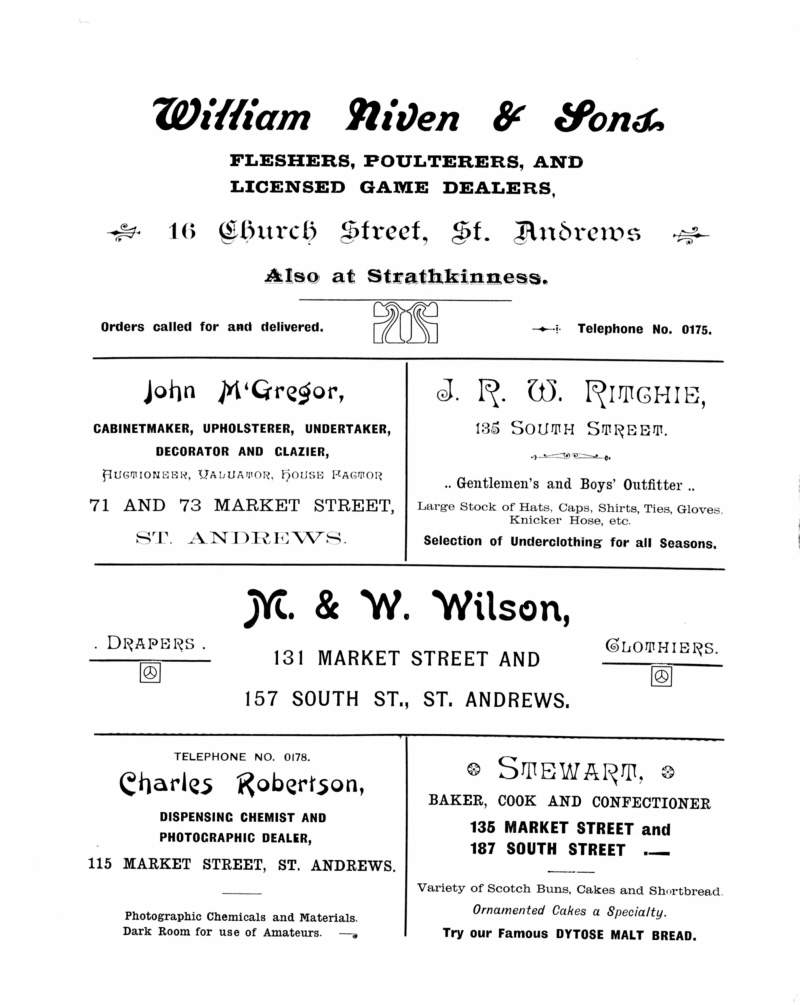 William Niven & Sons,
FLESHERS, POULTERERS, AND
LICENSED GAME DEALERS,
16 Church Street, St. Andrews
Also at Strathkinness.
Orders called for and delivered.
Telephone No. 0175.
John M‘Gregor,
CABINETMAKER, UPHOLSTERER, UNDERTAKER,
DECORATOR AND CLAZIER,
AUCTIONEER, VALUATOR, HOUSE FACTOR
71 AND 73 MARKET STREET,
ST. ANDREWS.
J. R. W. RITCHIE,
135 SOUTH STREET.
.. Gentlemen's and Boys' Outfitter ..
Large Stock of Hats, Caps, Shirts, Ties, Gloves,
Knicker Hose, etc.
Selection of Underclothing for all Seasons.
M. & W. Wilson,
. DRAPERS .
CLOTHIERS.
131 MARKET STREET AND
157 SOUTH ST., ST. ANDREWS.
TELEPHONE NO. 0178.
Charles Robertson,
DISPENSING CHEMIST AND
PHOTOGRAPHIC DEALER,
115 MARKET STREET, ST. ANDREWS.
Photographic Chemicals and Materials.
Dark Room for use of Amateurs.
STEWART,
BAKER, COOK AND CONFECTIONER
135 MARKET STREET and
187 SOUTH STREET .
Variety of Scotch Buns, Cakes and Shortbread.
Ornamented Cakes a Specialty.
Try our Famous DYTOSE MALT BREAD.